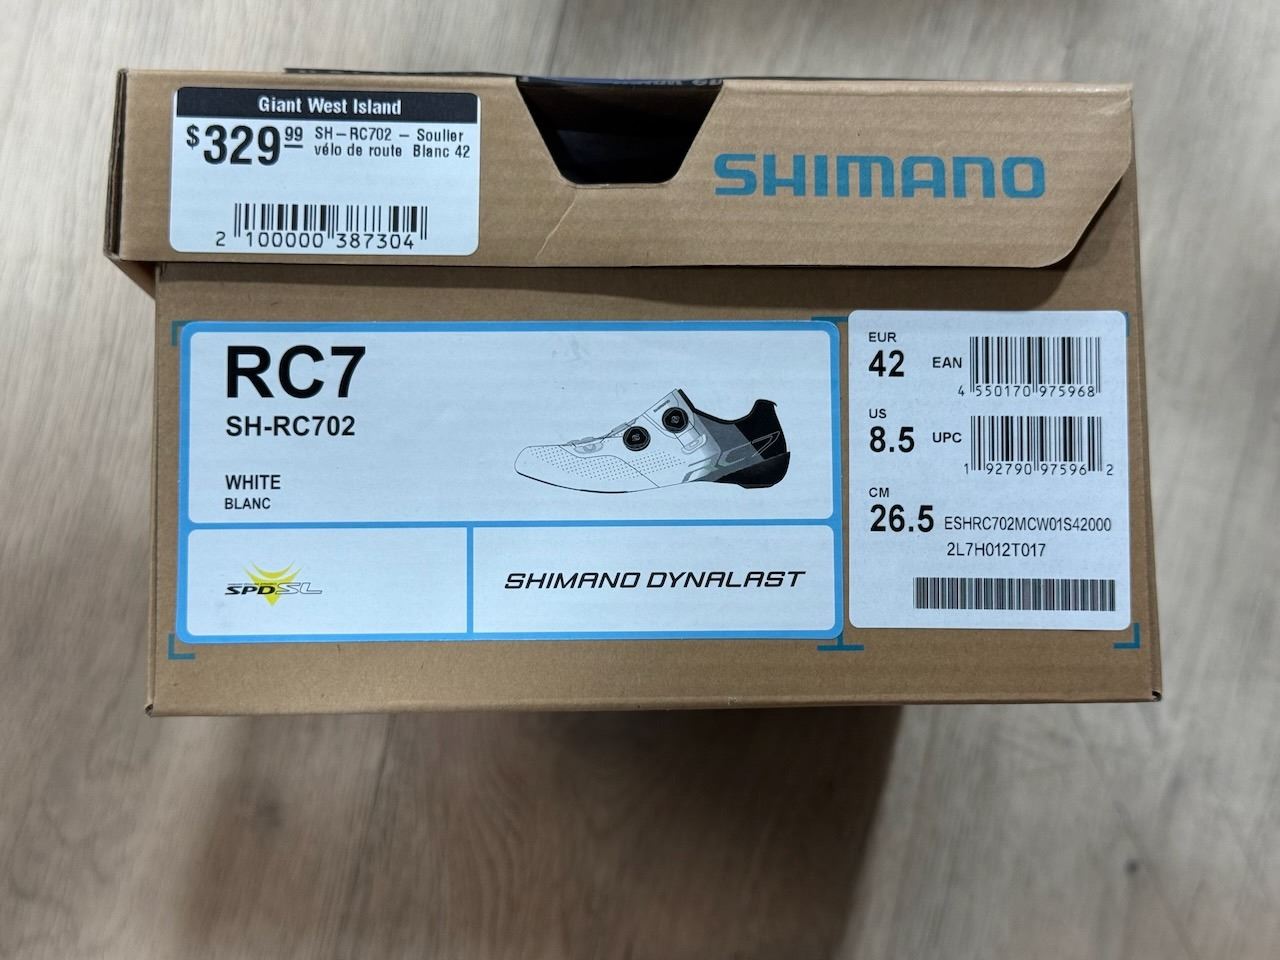 Giant West Island
$329.99 SH-RC702 - Soulier
vélo de route Blanc 42
2 100000 387304
SHIMANO
RC7
SH-RC702
WHITE
BLANC
SPD SL
SHIMANO DYNALAST
EUR
42 EAN
4 550170 975968
US
8.5 UPC
1 92790 97596 2
CM
26.5 ESHRC702MCW01S42000
2L7H012T017